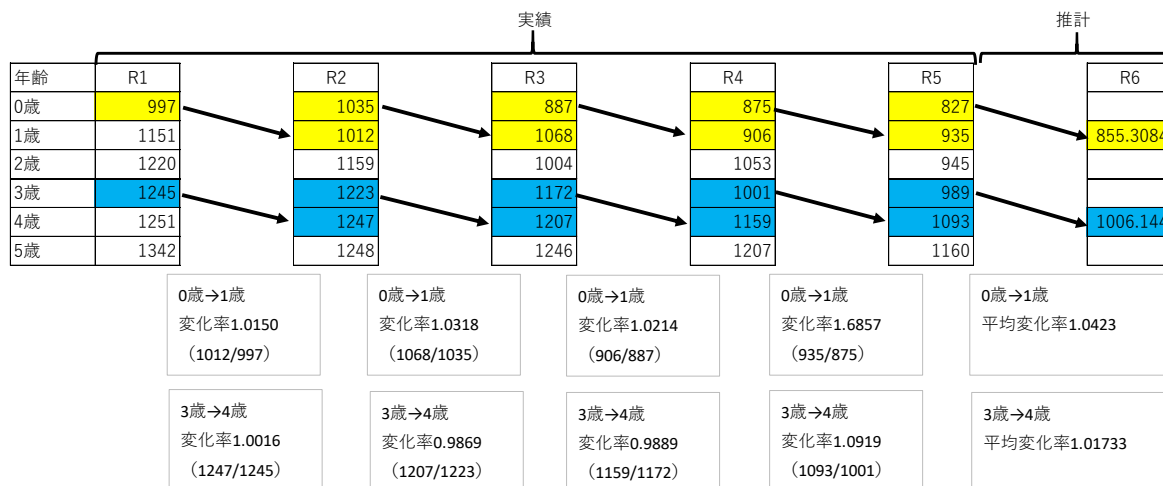 実績 推計
年齢 R1 R2 R3 R4 R5 R6
0歳 997 1035 887 875 827
1歳 1151 1012 1068 906 935 855.3084
2歳 1220 1159 1004 1053 945
3歳 1245 1223 1172 1001 989
4歳 1251 1247 1207 1159 1093 1006.144
5歳 1342 1248 1246 1207 1160
0歳→1歳 0歳→1歳 0歳→1歳 0歳→1歳 0歳→1歳
変化率1.0150 変化率1.0318 変化率1.0214 変化率1.6857 平均変化率1.0423
（1012/997） （1068/1035） （906/887） （935/875）
3歳→4歳 3歳→4歳 3歳→4歳 3歳→4歳 3歳→4歳
変化率1.0016 変化率0.9869 変化率0.9889 変化率1.0919 平均変化率1.01733
（1247/1245） （1207/1223） （1159/1172） （1093/1001）